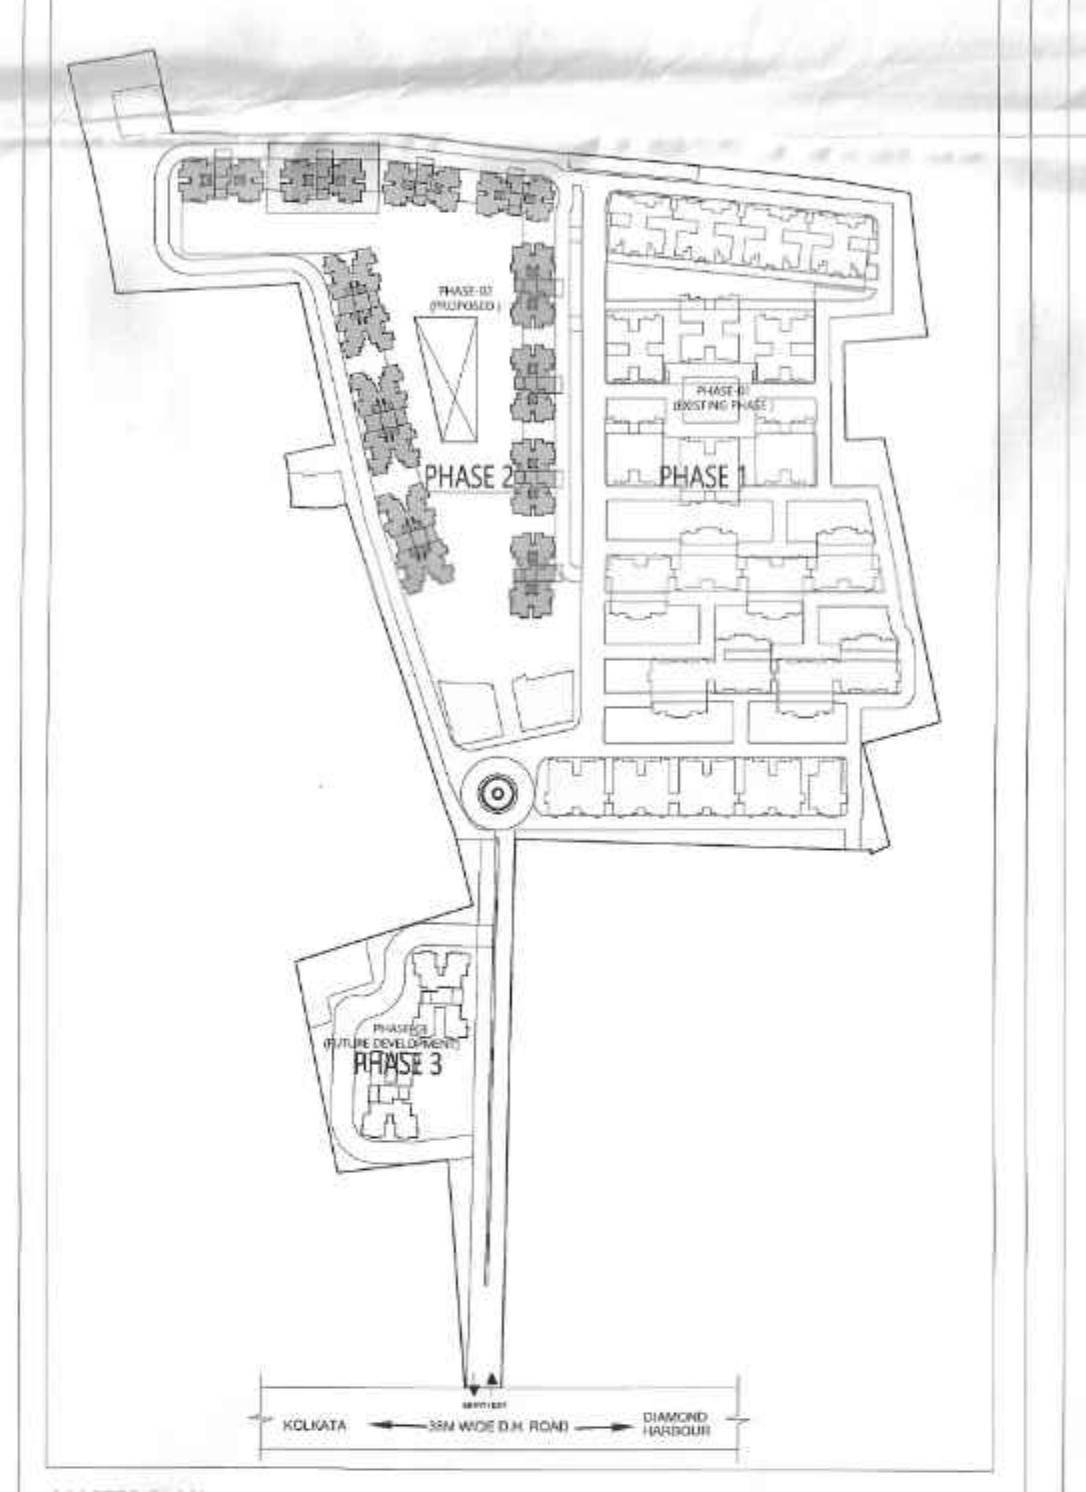 PHASE-02
(PROPOSED)
PHASE-01
(EXISTING PHASE)
PHASE 2
PHASE 1
PHASE-03
(FUTURE DEVELOPMENT)
PHASE 3
KOLKATA
38M WIDE D.H. ROAD
DIAMOND
HARBOUR